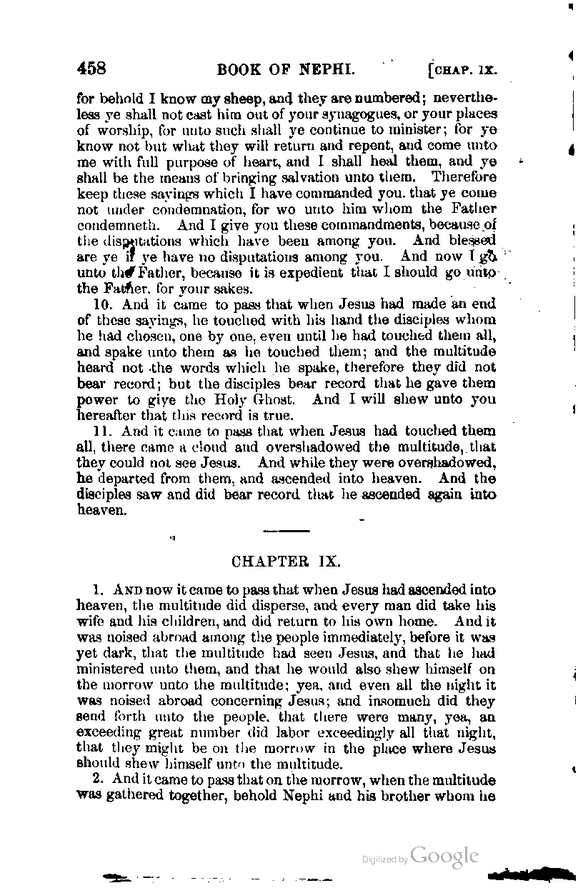 458 BOOK OF NEPHI. [CHAP. IX.
for behold I know my sheep, and they are numbered; neverthe-
less ye shall not cast him out of your synagogues, or your places
of worship, for unto such shall ye continue to minister; for ye
know not but what they will return and repent, and come unto
me with full purpose of heart, and I shall heal them, and ye
shall be the means of bringing salvation unto them. Therefore
keep these sayings which I have commanded you. that ye come
not under condemnation, for wo unto him whom the Father
condemneth. And I give you these commandments, because of
the disputations which have been among you. And blessed
are ye if ye have no disputations among you. And now I go
unto the Father, because it is expedient that I should go unto
the Father. for your sakes.
10. And it came to pass that when Jesus had made an end
of these sayings, he touched with his hand the disciples whom
he had chosen, one by one, even until he had touched them all,
and spake unto them as he touched them; and the multitude
heard not the words which he spake, therefore they did not
bear record; but the disciples bear record that he gave them
power to give the Holy Ghost. And I will shew unto you
hereafter that this record is true.
11. And it came to pass that when Jesus had touched them
all, there came a cloud and overshadowed the multitude, that
they could not see Jesus. And while they were overshadowed,
he departed from them, and ascended into heaven. And the
disciples saw and did bear record that he ascended again into
heaven.
CHAPTER IX.
1. AND now it came to pass that when Jesus had ascended into
heaven, the multitude did disperse, and every man did take his
wife and his children, and did return to his own home. And it
was noised abroad among the people immediately, before it was
yet dark, that the multitude had seen Jesus, and that he had
ministered unto them, and that he would also shew himself on
the morrow unto the multitude; yea, and even all the night it
was noised abroad concerning Jesus; and insomuch did they
send forth unto the people. that there were many, yea, an
exceeding great number did labor exceedingly all that night,
that they might be on the morrow in the place where Jesus
should shew himself unto the multitude.
2. And it came to pass that on the morrow, when the multitude
was gathered together, behold Nephi and his brother whom he
Digitized by Google